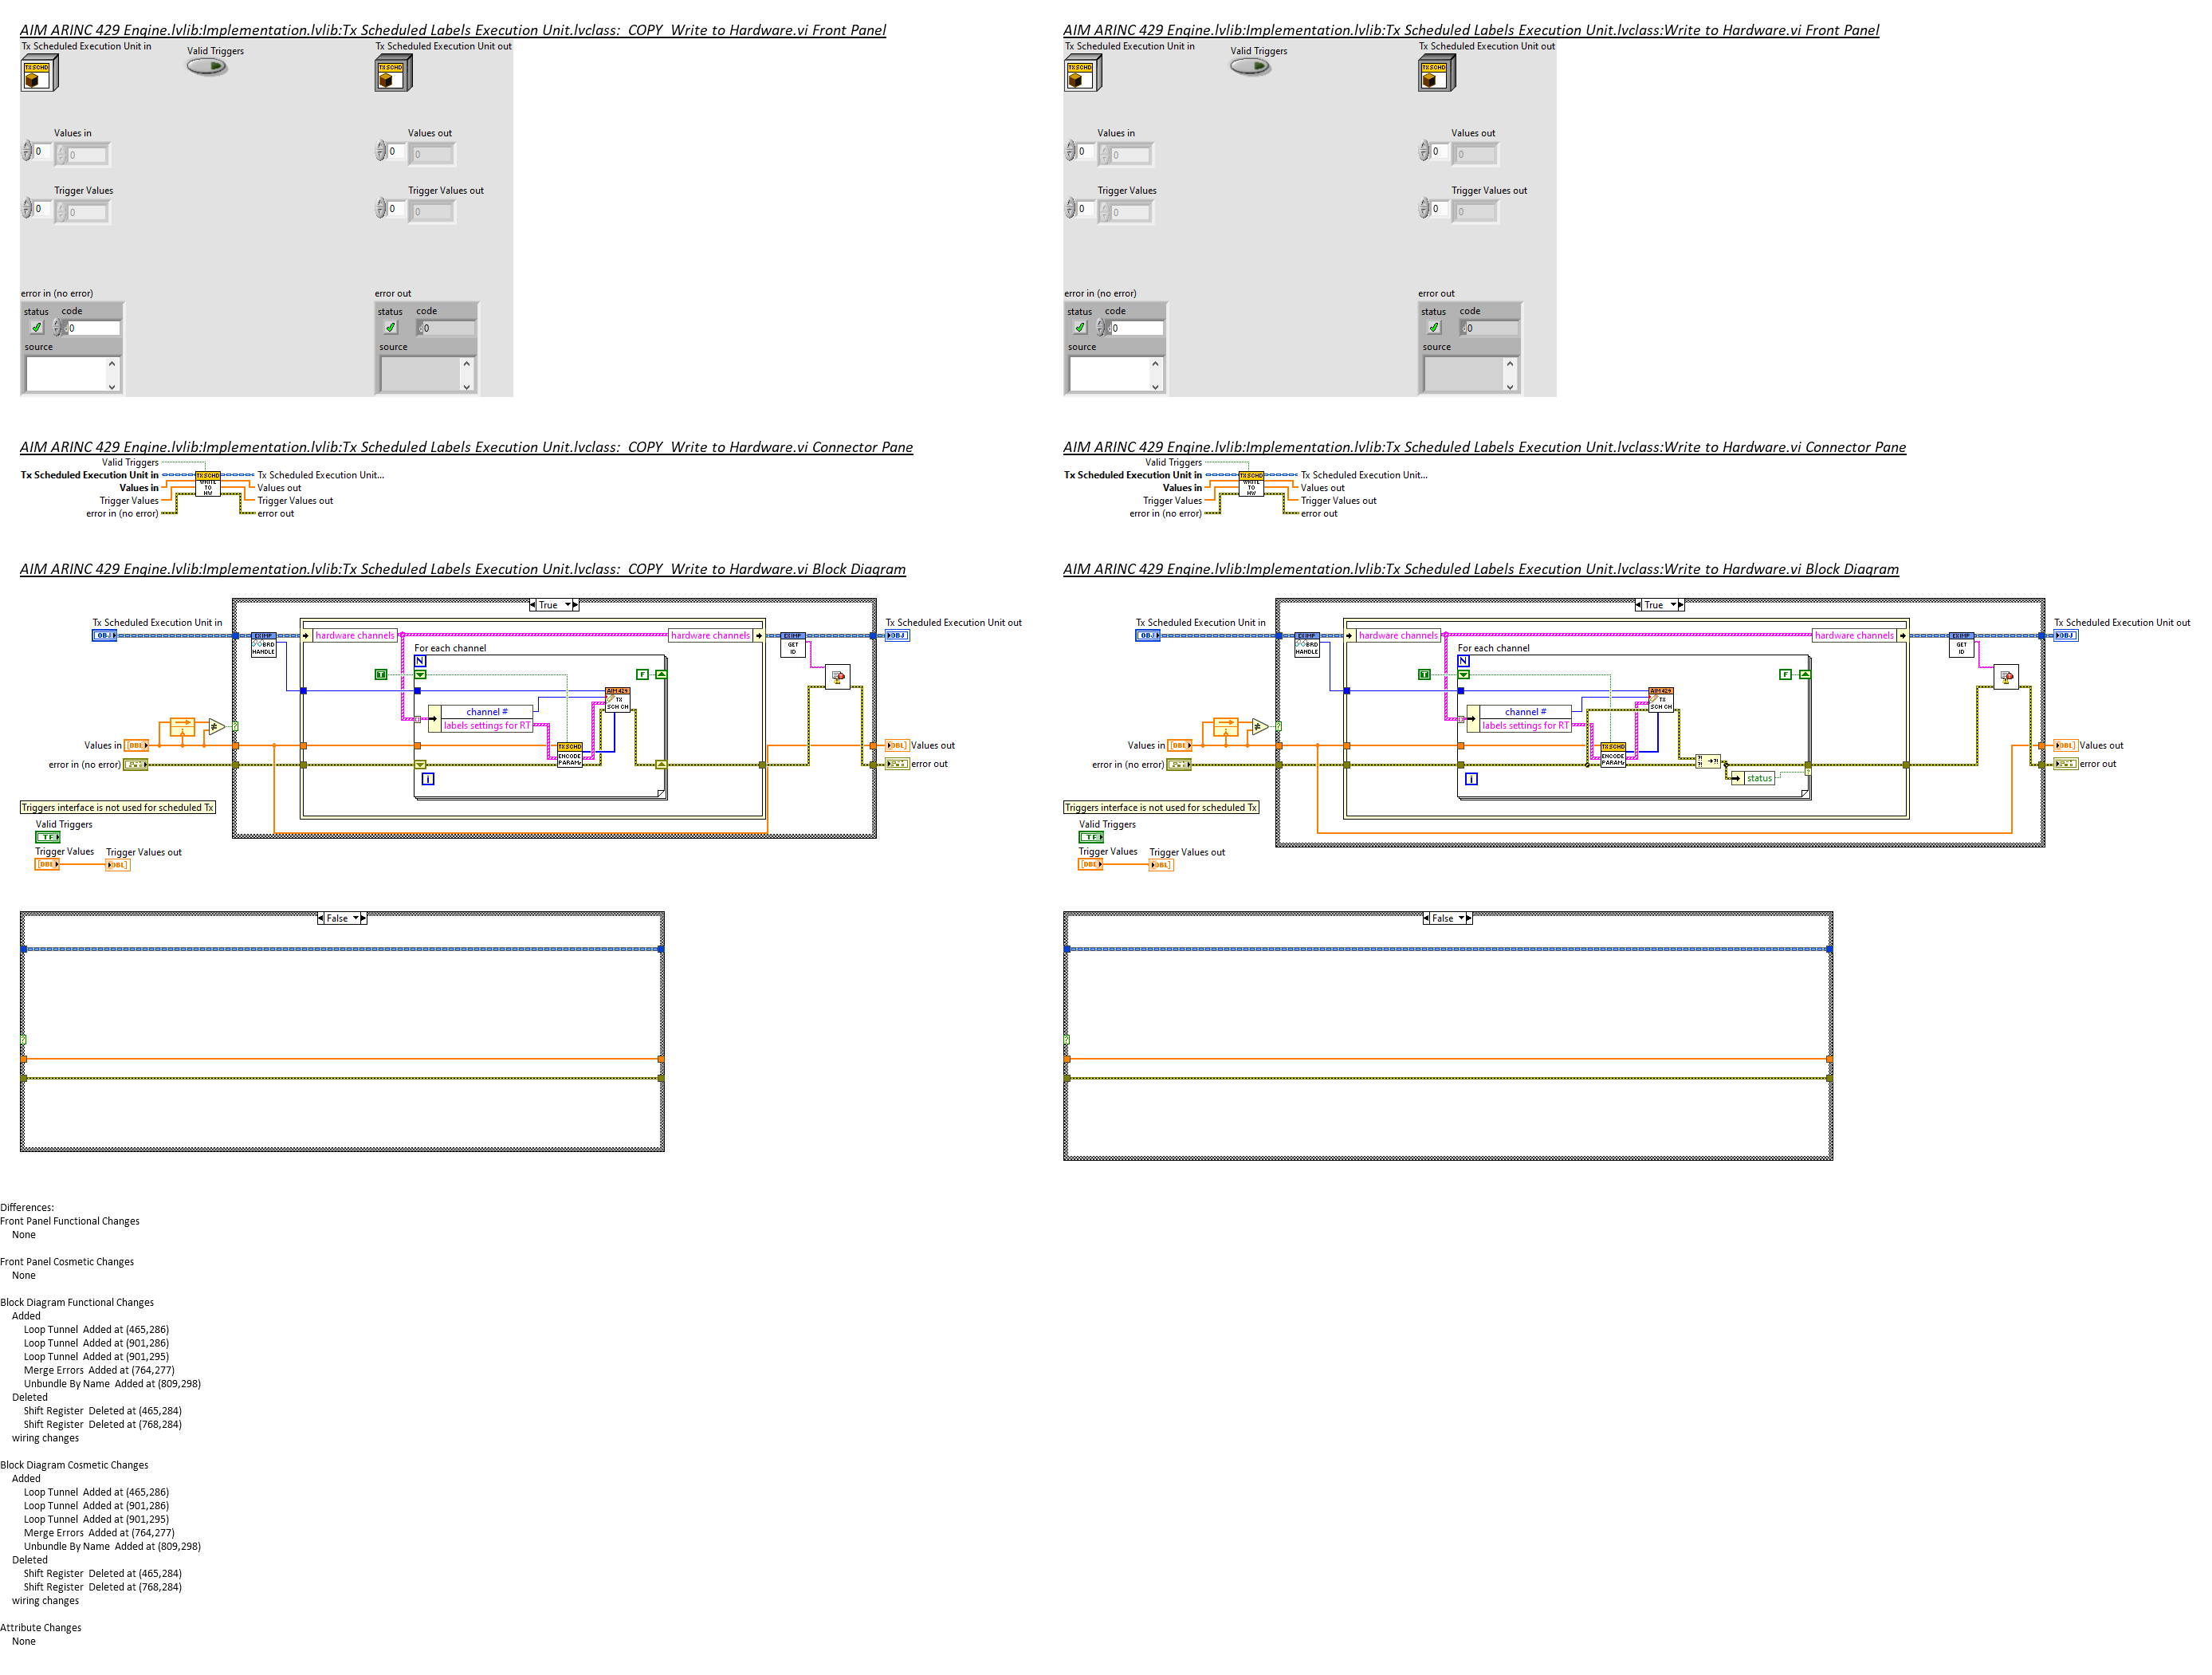 AIM ARINC 429 Engine.lvlib:Implementation.lvlib:Tx Scheduled Labels Execution Unit.lvclass:_COPY_Write to Hardware.vi Front Panel
Tx Scheduled Execution Unit in
Valid Triggers
Tx Scheduled Execution Unit out
TX SCHD
TX SCHD
Values in
Values out
0
0
0
0
Trigger Values
Trigger Values out
0
0
0
0
error in (no error)
error out
status code
status code
0
0
source
source
AIM ARINC 429 Engine.lvlib:Implementation.lvlib:Tx Scheduled Labels Execution Unit.lvclass:Write to Hardware.vi Front Panel
Tx Scheduled Execution Unit in
Valid Triggers
Tx Scheduled Execution Unit out
TX SCHD
TX SCHD
Values in
Values out
0
0
0
0
Trigger Values
Trigger Values out
0
0
0
0
error in (no error)
error out
status code
status code
0
0
source
source
AIM ARINC 429 Engine.lvlib:Implementation.lvlib:Tx Scheduled Labels Execution Unit.lvclass:_COPY_Write to Hardware.vi Connector Pane
Valid Triggers
Tx Scheduled Execution Unit in
Values in
Trigger Values
error in (no error)
TX SCHD
WRITE
TO
HW
Tx Scheduled Execution Unit...
Values out
Trigger Values out
error out
AIM ARINC 429 Engine.lvlib:Implementation.lvlib:Tx Scheduled Labels Execution Unit.lvclass:Write to Hardware.vi Connector Pane
Valid Triggers
Tx Scheduled Execution Unit in
Values in
Trigger Values
error in (no error)
TX SCHD
WRITE
TO
HW
Tx Scheduled Execution Unit...
Values out
Trigger Values out
error out
AIM ARINC 429 Engine.lvlib:Implementation.lvlib:Tx Scheduled Labels Execution Unit.lvclass:_COPY_Write to Hardware.vi Block Diagram
True
Tx Scheduled Execution Unit in
OBJ
EXIMP
BRD
HANDLE
hardware channels
hardware channels
EXIMP
GET
ID
Tx Scheduled Execution Unit out
OBJ
For each channel
N
T
F
AIM429
TX
SCH CH
channel #
labels settings for RT
Values in
DBL
TX SCHD
ENCODE
PARAMs
DBL
Values out
error in (no error)
error out
i
Triggers interface is not used for scheduled Tx
Valid Triggers
TF
Trigger Values
Trigger Values out
DBL
DBL
False
AIM ARINC 429 Engine.lvlib:Implementation.lvlib:Tx Scheduled Labels Execution Unit.lvclass:Write to Hardware.vi Block Diagram
True
Tx Scheduled Execution Unit in
OBJ
EXIMP
BRD
HANDLE
hardware channels
hardware channels
EXIMP
GET
ID
Tx Scheduled Execution Unit out
OBJ
For each channel
N
T
F
AIM429
TX
SCH CH
channel #
labels settings for RT
Values in
DBL
TX SCHD
ENCODE
PARAMs
DBL
Values out
error in (no error)
status
error out
i
Triggers interface is not used for scheduled Tx
Valid Triggers
TF
Trigger Values
Trigger Values out
DBL
DBL
False
Differences:
Front Panel Functional Changes
None
Front Panel Cosmetic Changes
None
Block Diagram Functional Changes
Added
Loop Tunnel Added at (465,286)
Loop Tunnel Added at (901,286)
Loop Tunnel Added at (901,295)
Merge Errors Added at (764,277)
Unbundle By Name Added at (809,298)
Deleted
Shift Register Deleted at (465,284)
Shift Register Deleted at (768,284)
wiring changes
Block Diagram Cosmetic Changes
Added
Loop Tunnel Added at (465,286)
Loop Tunnel Added at (901,286)
Loop Tunnel Added at (901,295)
Merge Errors Added at (764,277)
Unbundle By Name Added at (809,298)
Deleted
Shift Register Deleted at (465,284)
Shift Register Deleted at (768,284)
wiring changes
Attribute Changes
None